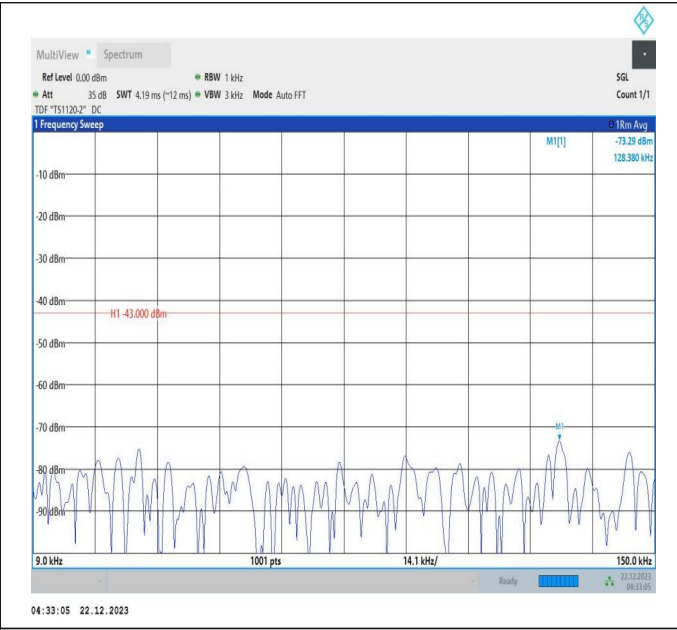 R S
MultiView Spectrum
Ref Level 0.00 dBm RBW 1 kHz SGL
Att 35 dB SWT 4.19 ms (~12 ms) VBW 3 kHz Mode Auto FFT Count 1/1
TDF "TS1120-2" DC
1 Frequency Sweep 1Rm Avg
M1[1] -73.29 dBm
128.380 kHz
-10 dBm
-20 dBm
-30 dBm
-40 dBm
H1 -43.000 dBm
-50 dBm
-60 dBm
-70 dBm
M1
-80 dBm
-90 dBm
9.0 kHz 1001 pts 14.1 kHz/ 150.0 kHz
Ready 22.12.2023
04:33:05
04:33:05 22.12.2023